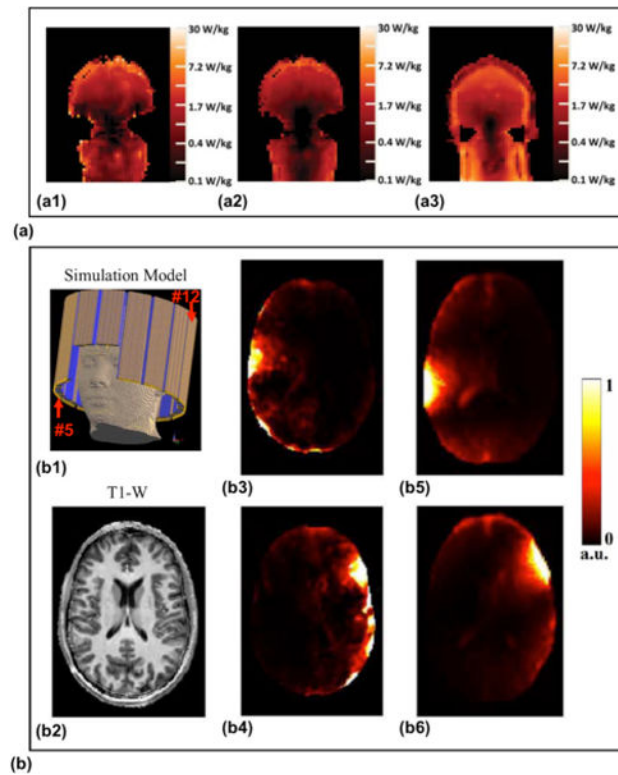 30 W/kg
7.2 W/kg
1.7 W/kg
0.4 W/kg
0.1 W/kg
(a1)
30 W/kg
7.2 W/kg
1.7 W/kg
0.4 W/kg
0.1 W/kg
(a2)
30 W/kg
7.2 W/kg
1.7 W/kg
0.4 W/kg
0.1 W/kg
(a3)
(a)
Simulation Model
#12
#5
(b1)
(b3)
(b5)
1
0
a.u.
T1-W
(b2)
(b4)
(b6)
(b)